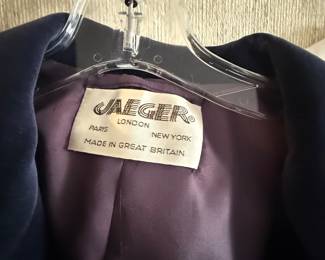 JAEGER
LONDON
PARIS NEW YORK
MADE IN GREAT BRITAIN